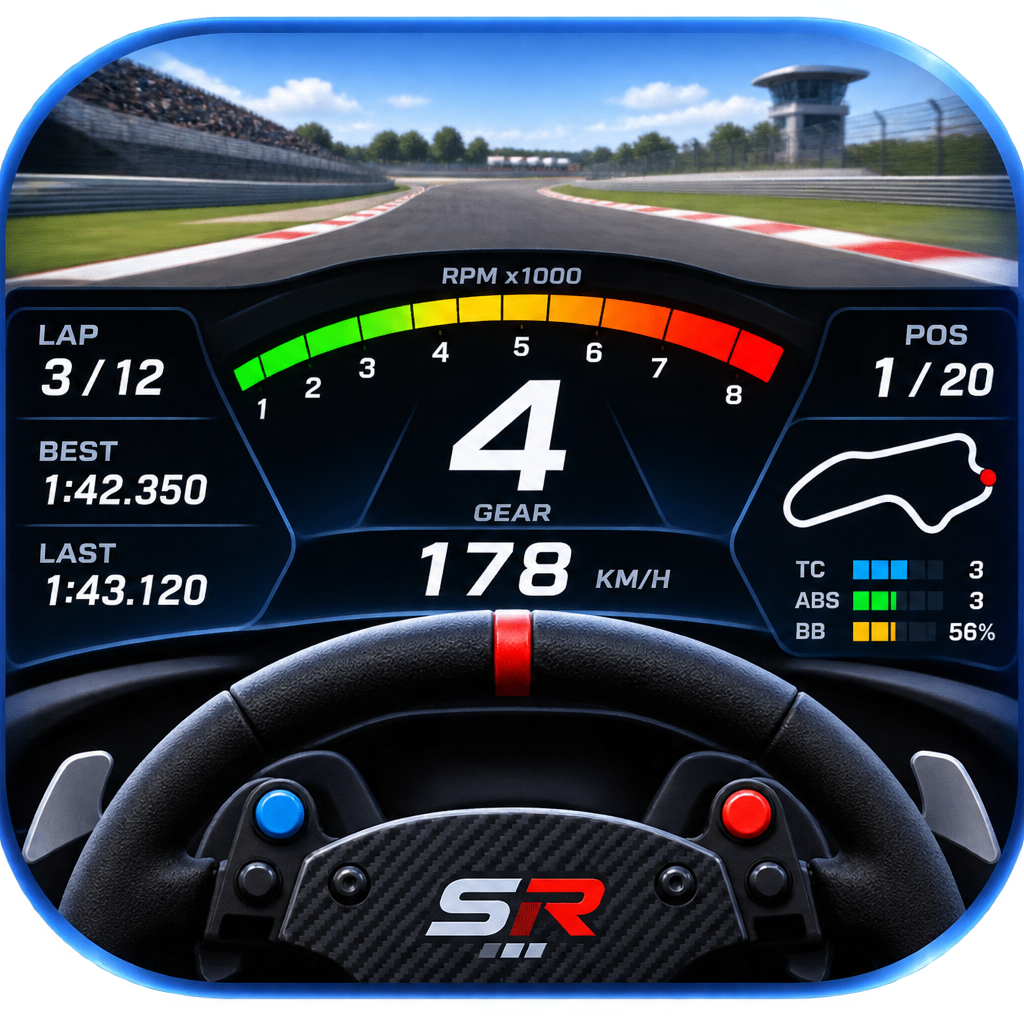 RPM x1000
1 2 3 4 5 6 7 8
LAP
3 / 12
BEST
1:42.350
LAST
1:43.120
4
GEAR
178 KM/H
POS
1 / 20
TC 3
ABS 3
BB 56%
SR